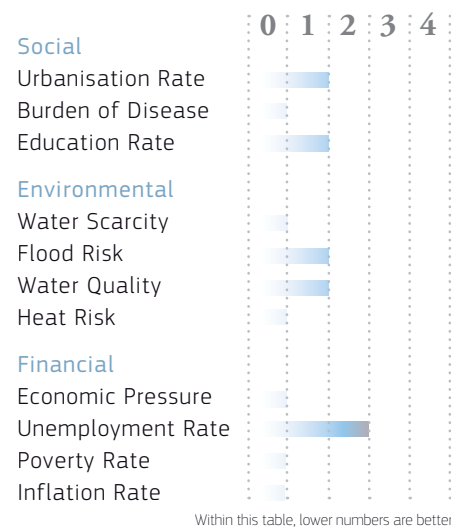 0 1 2 3 4
Social
Urbanisation Rate
Burden of Disease
Education Rate
Environmental
Water Scarcity
Flood Risk
Water Quality
Heat Risk
Financial
Economic Pressure
Unemployment Rate
Poverty Rate
Inflation Rate
Within this table, lower numbers are better